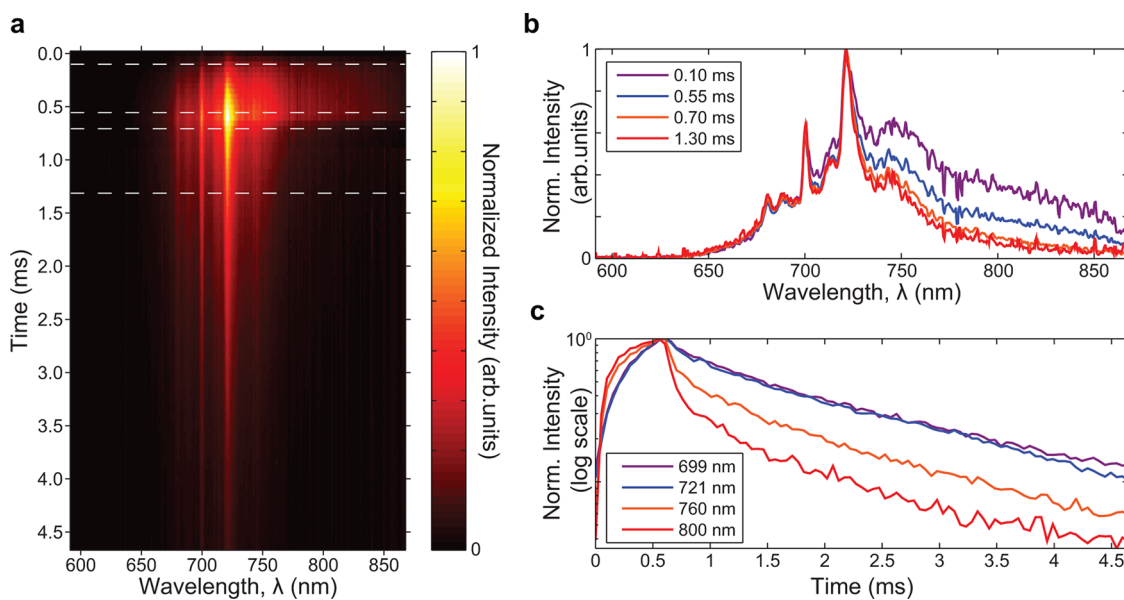 a
0.0
0.5
1.0
1.5
2.0
2.5
3.0
3.5
4.0
4.5
Time (ms)
600
650
700
750
800
850
Wavelength, λ (nm)
1
0
Normalized Intensity (arb.units)
b
1
0
Norm. Intensity
(arb.units)
0.10 ms
0.55 ms
0.70 ms
1.30 ms
600
650
700
750
800
850
Wavelength, λ (nm)
c
10⁰
Norm. Intensity
(log scale)
699 nm
721 nm
760 nm
800 nm
0
0.5
1
1.5
2
2.5
3
3.5
4
4.5
Time (ms)